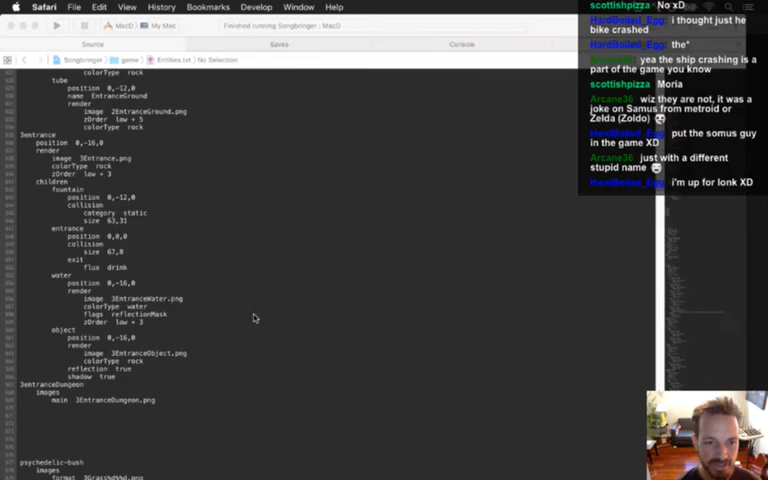 Safari File Edit View History Bookmarks Develop Window Help
MacD My Mac Finished running Songbringer : MacD
Source Saves Console
Songbringer game Entities.txt No Selection
colorType rock
tube
position 0,-12,0
name EntranceGround
render
image 2EntranceGround.png
zOrder low + 5
colorType rock
3entrance
position 0,-16,0
render
image 3Entrance.png
colorType rock
zOrder low + 3
children
fountain
position 0,-12,0
collision
category static
size 63,31
entrance
position 0,0,0
collision
size 67,8
exit
flux drink
water
position 0,-16,0
render
image 3EntranceWater.png
colorType water
flags reflectionMask
zOrder low + 3
object
position 0,-16,0
render
image 3EntranceObject.png
colorType rock
reflection true
shadow true
3entranceDungeon
images
main 3EntranceDungeon.png
psychedelic-bush
images
format 3Grass%d%%d.png
scottishpizza No xD
HardBoiled_Egg: i thought just he
bike crashed
HardBoiled_Egg: the*
Arcane36: yea the ship crashing is a
part of the game you know
scottishpizza Moria
Arcane36: wiz they are not, it was a
joke on Samus from metroid or
Zelda (Zoldo)
HardBoiled_Egg: put the somus guy
in the game XD
Arcane36: just with a different
stupid name
HardBoiled_Egg: i'm up for lonk XD